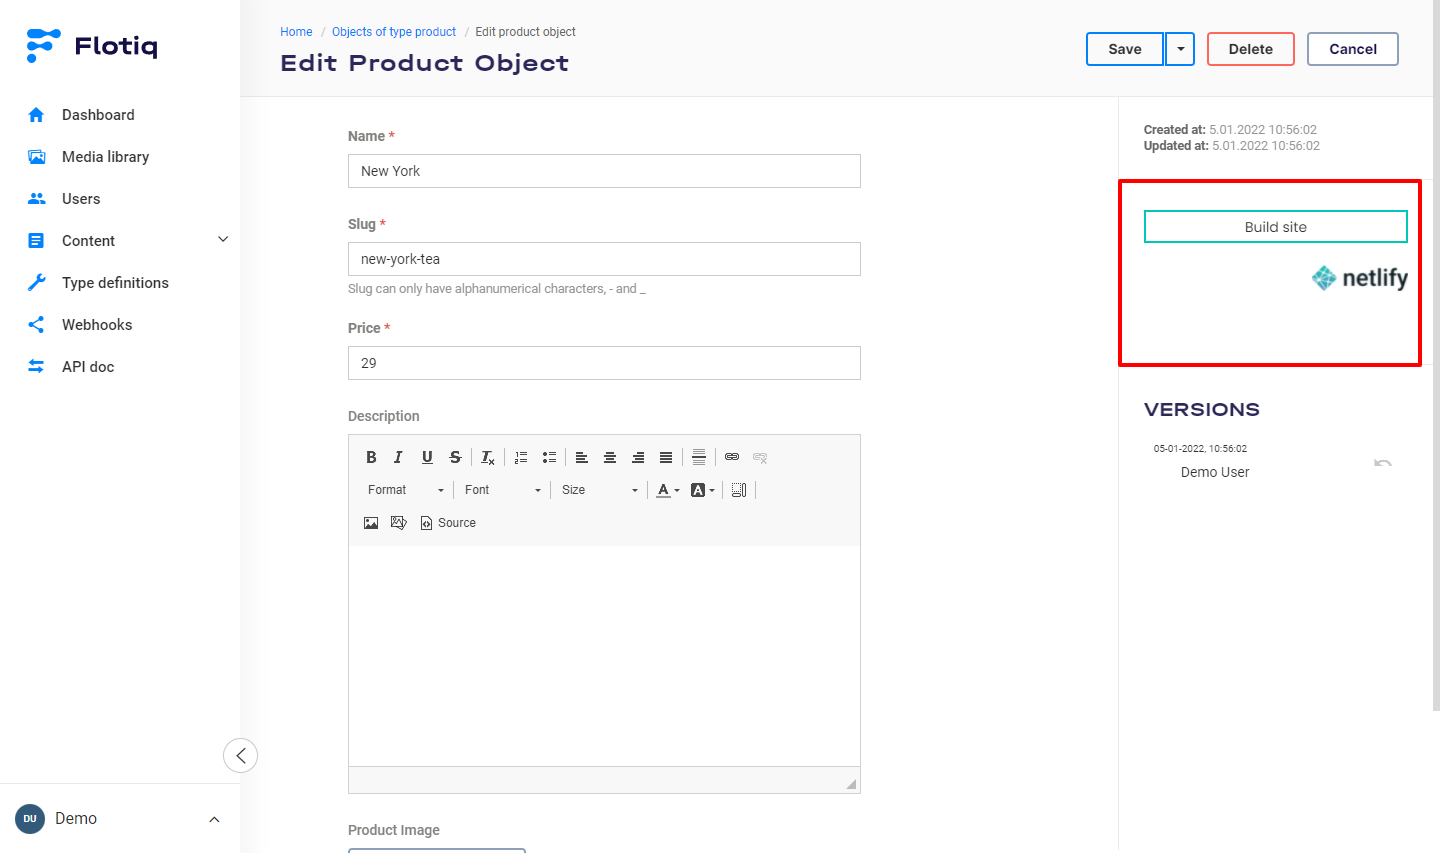 Flotiq
Dashboard
Media library
Users
Content
Type definitions
Webhooks
API doc
DU Demo
Home / Objects of type product / Edit product object
Edit Product Object
Save
Delete
Cancel
Name *
New York
Slug *
new-york-tea
Slug can only have alphanumerical characters, - and _
Price *
29
Description
B I U S Tx
Format Font Size A A
Source
Product Image
Created at: 5.01.2022 10:56:02
Updated at: 5.01.2022 10:56:02
Build site
netlify
VERSIONS
05-01-2022, 10:56:02
Demo User